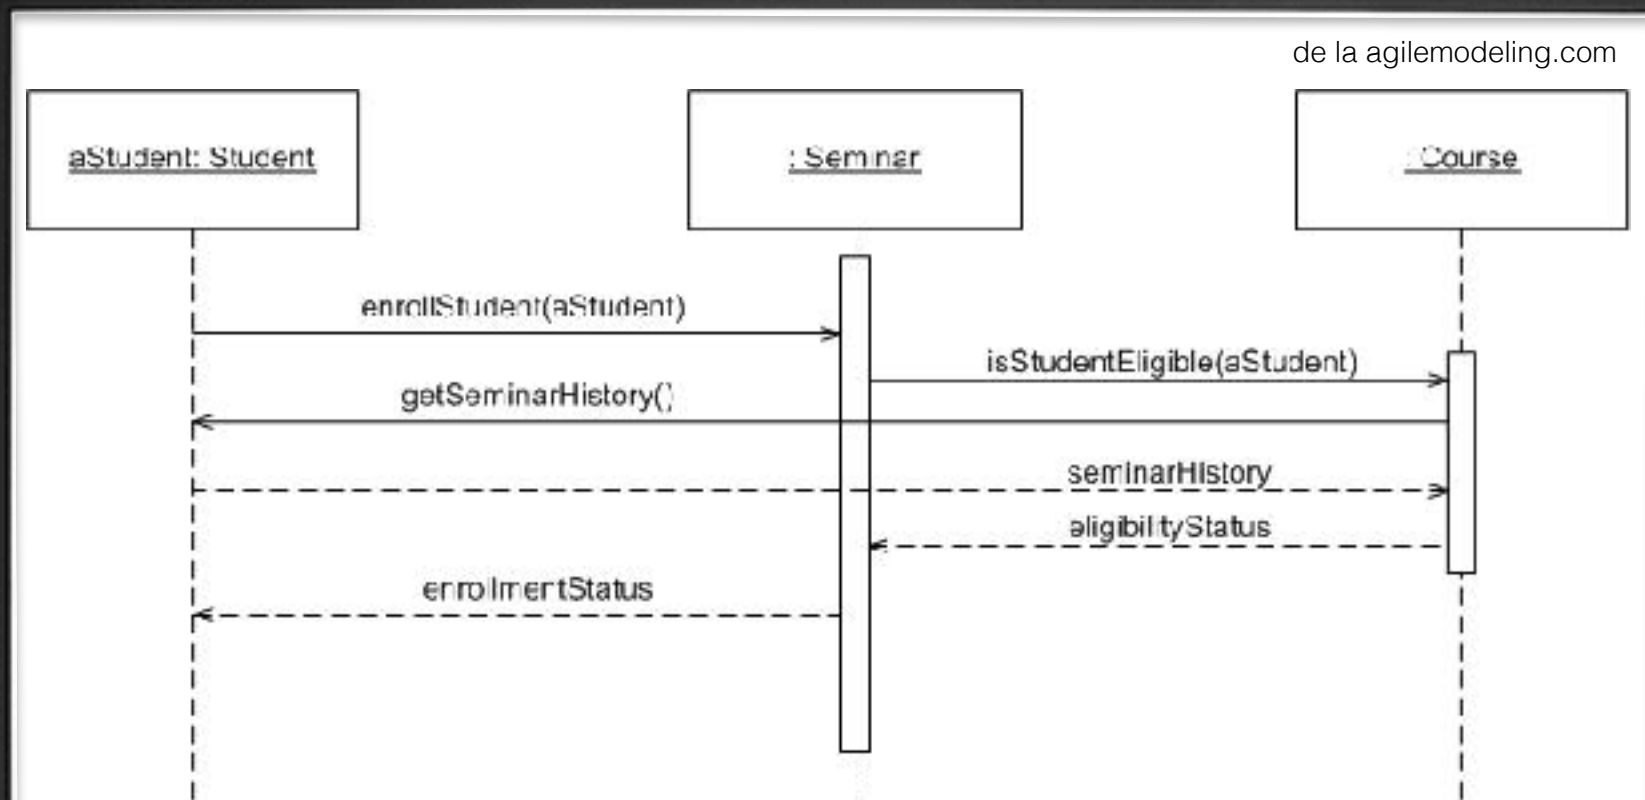 de la agilemodeling.com
aStudent: Student
: Seminar
: Course
enrollStudent(aStudent)
isStudentEligible(aStudent)
getSeminarHistory()
seminarHistory
eligibilityStatus
enrollmentStatus